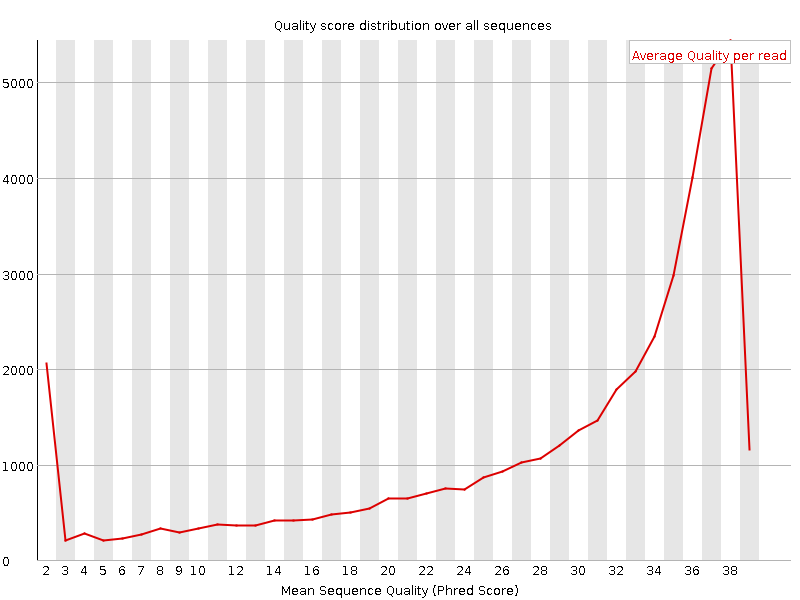 Quality score distribution over all sequences
Average Quality per read
5000
4000
3000
2000
1000
0
2 3 4 5 6 7 8 9 10 12 14 16 18 20 22 24 26 28 30 32 34 36 38
Mean Sequence Quality (Phred Score)